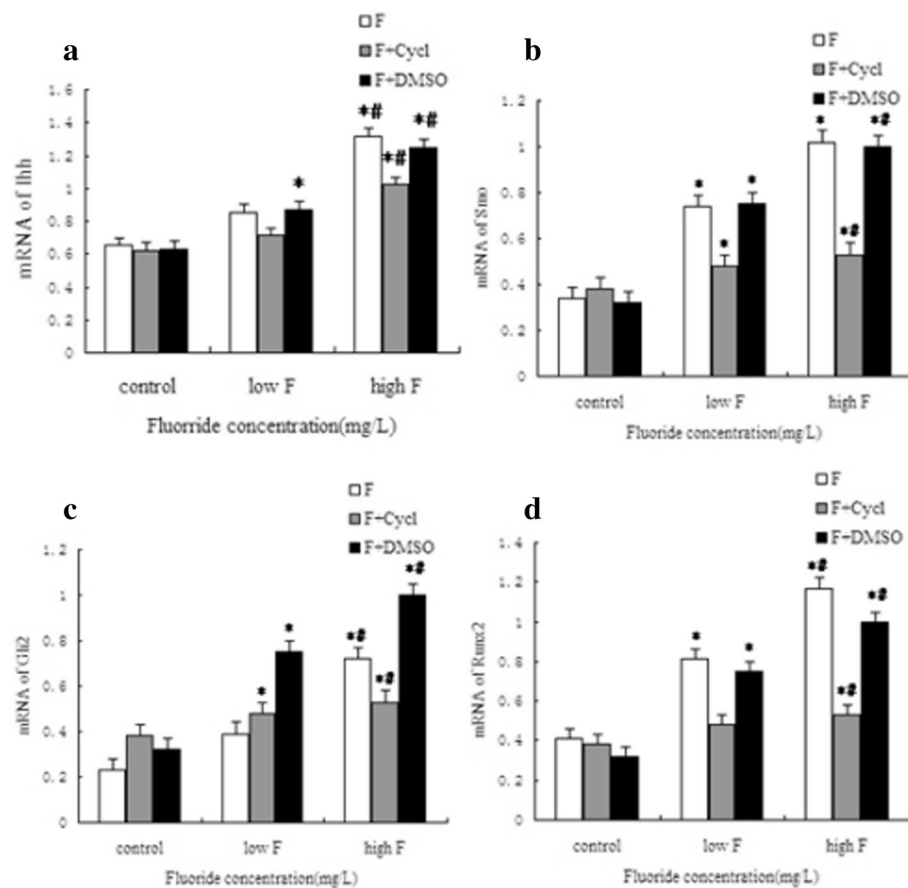 a
F
F+Cycl
F+DMSO
mRNA of Ihh
1.6
1.4
1.2
1
0.8
0.6
0.4
0.2
0
*
*#
*#
*#
control low F high F
Fluorride concentration(mg/L)
b
F
F+Cycl
F+DMSO
mRNA of Smo
1.2
1
0.8
0.6
0.4
0.2
0
*
*
*
*
*#
*#
control low F high F
Fluoride concentration(mg/L)
c
F
F+Cycl
F+DMSO
mRNA of Gli2
1.2
1
0.8
0.6
0.4
0.2
0
*
*
*#
*#
*#
control low F high F
Fluoride concentration(mg/L)
d
F
F+Cycl
F+DMSO
mRNA of Runx2
1.6
1.4
1.2
1
0.8
0.6
0.4
0.2
0
*
*
*#
*#
*#
control low F high F
Fluoride concentration(mg/L)